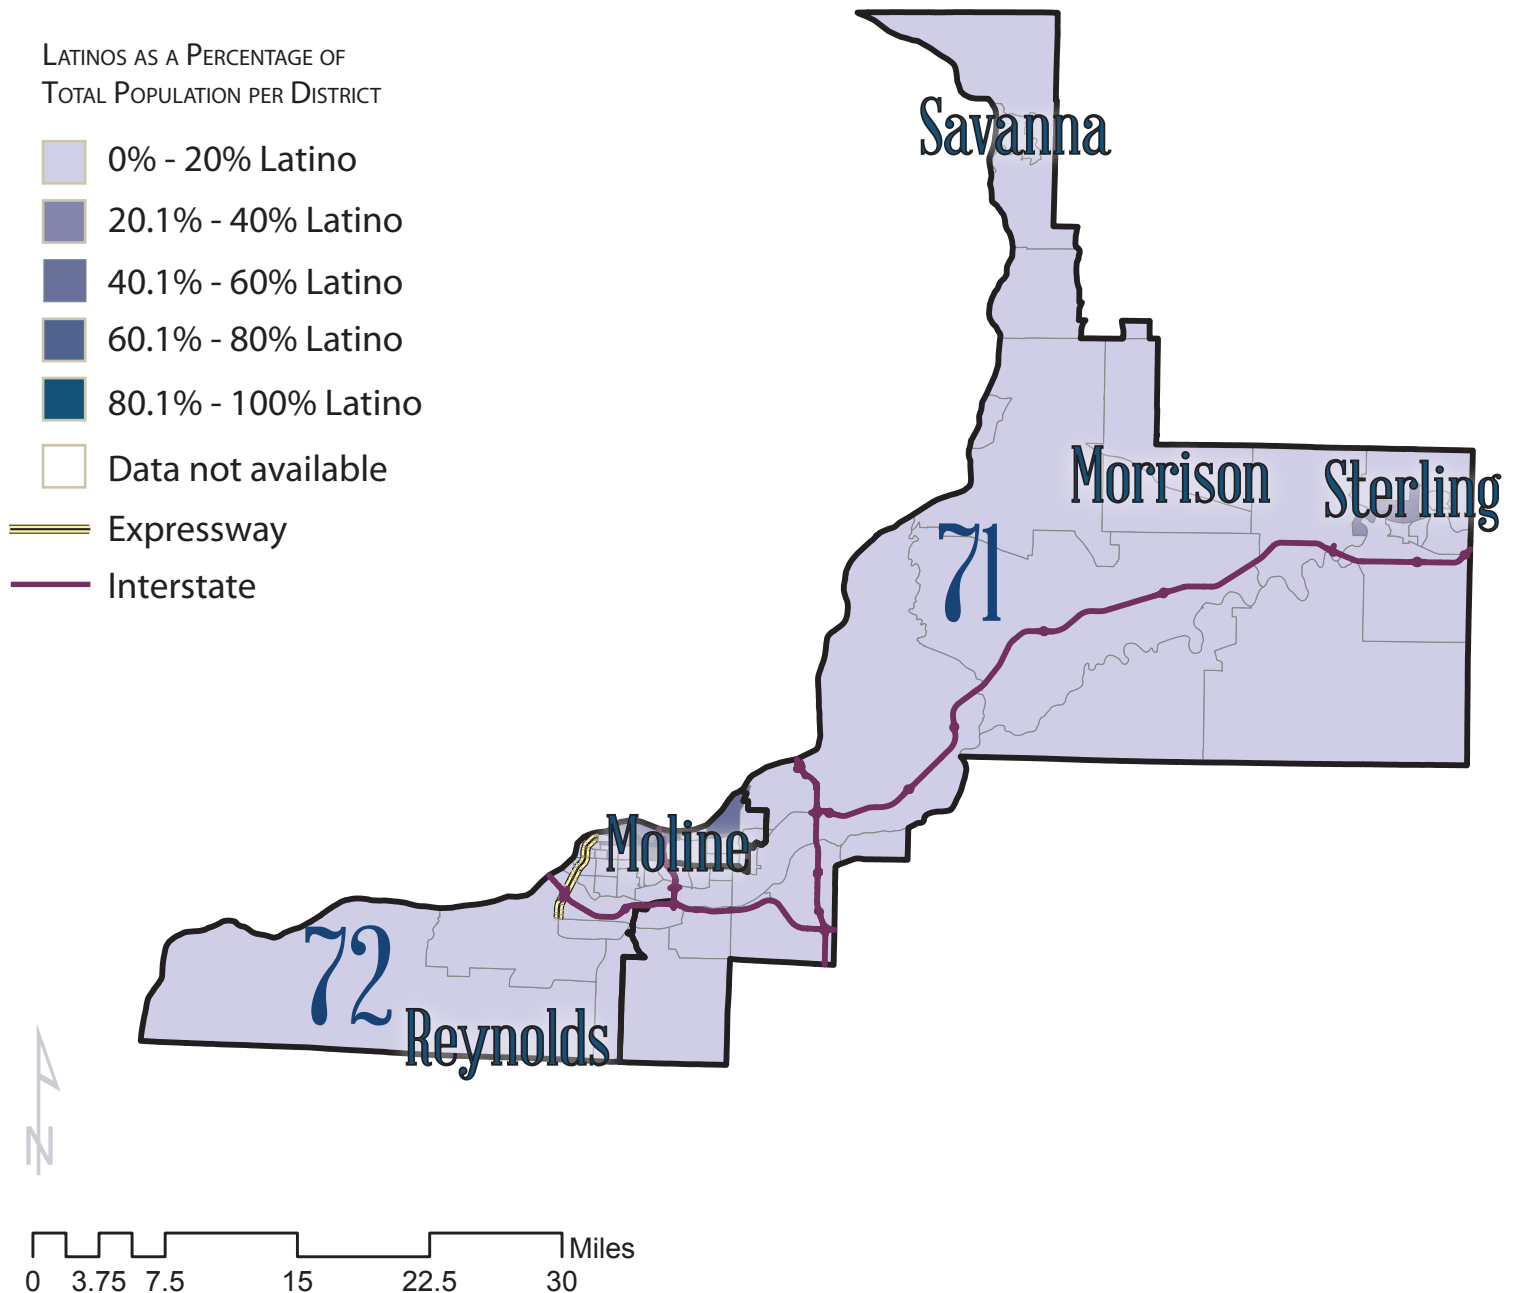 Latinos as a Percentage of
Total Population per District
0% - 20% Latino
20.1% - 40% Latino
40.1% - 60% Latino
60.1% - 80% Latino
80.1% - 100% Latino
Data not available
Expressway
Interstate
Savanna
Morrison
Sterling
71
Moline
72
Reynolds
N
Miles
0 3.75 7.5 15 22.5 30